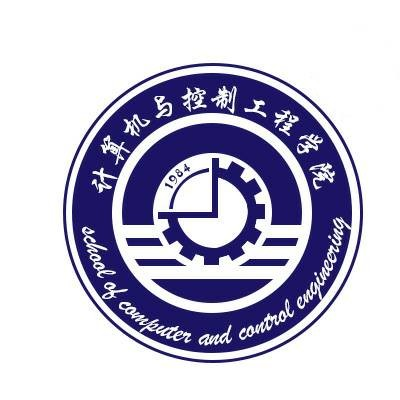 计算机与控制工程学院
1984
school of computer and control engineering